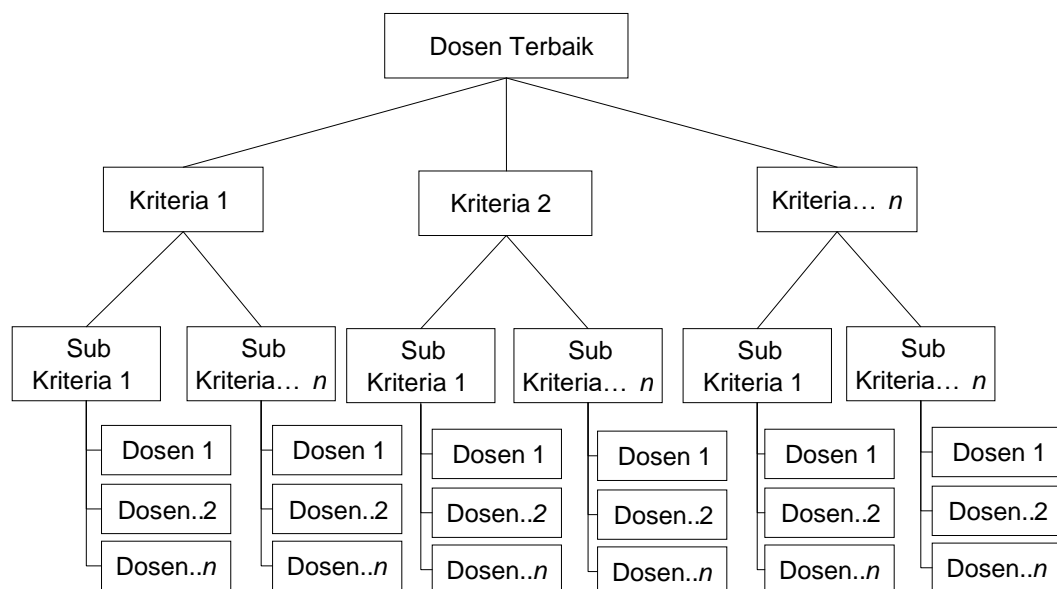 Dosen Terbaik
Kriteria 1
Kriteria 2
Kriteria… n
Sub
Kriteria 1
Sub
Kriteria… n
Sub
Kriteria 1
Sub
Kriteria… n
Sub
Kriteria 1
Sub
Kriteria… n
Dosen 1
Dosen..2
Dosen..n
Dosen 1
Dosen..2
Dosen..n
Dosen 1
Dosen..2
Dosen..n
Dosen 1
Dosen..2
Dosen..n
Dosen 1
Dosen..2
Dosen..n
Dosen 1
Dosen..2
Dosen..n